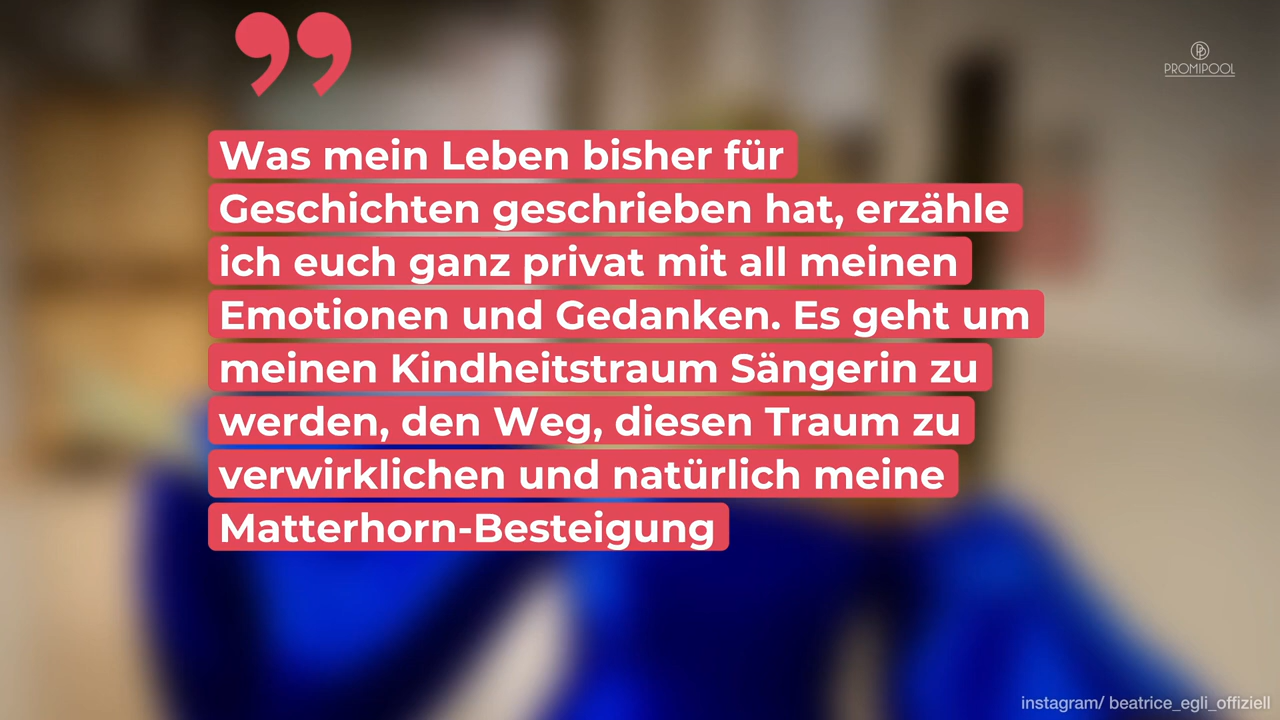 ”
PROMIPOOL
Was mein Leben bisher für
Geschichten geschrieben hat, erzähle
ich euch ganz privat mit all meinen
Emotionen und Gedanken. Es geht um
meinen Kindheitstraum Sängerin zu
werden, den Weg, diesen Traum zu
verwirklichen und natürlich meine
Matterhorn-Besteigung
instagram/ beatrice_egli_offiziell